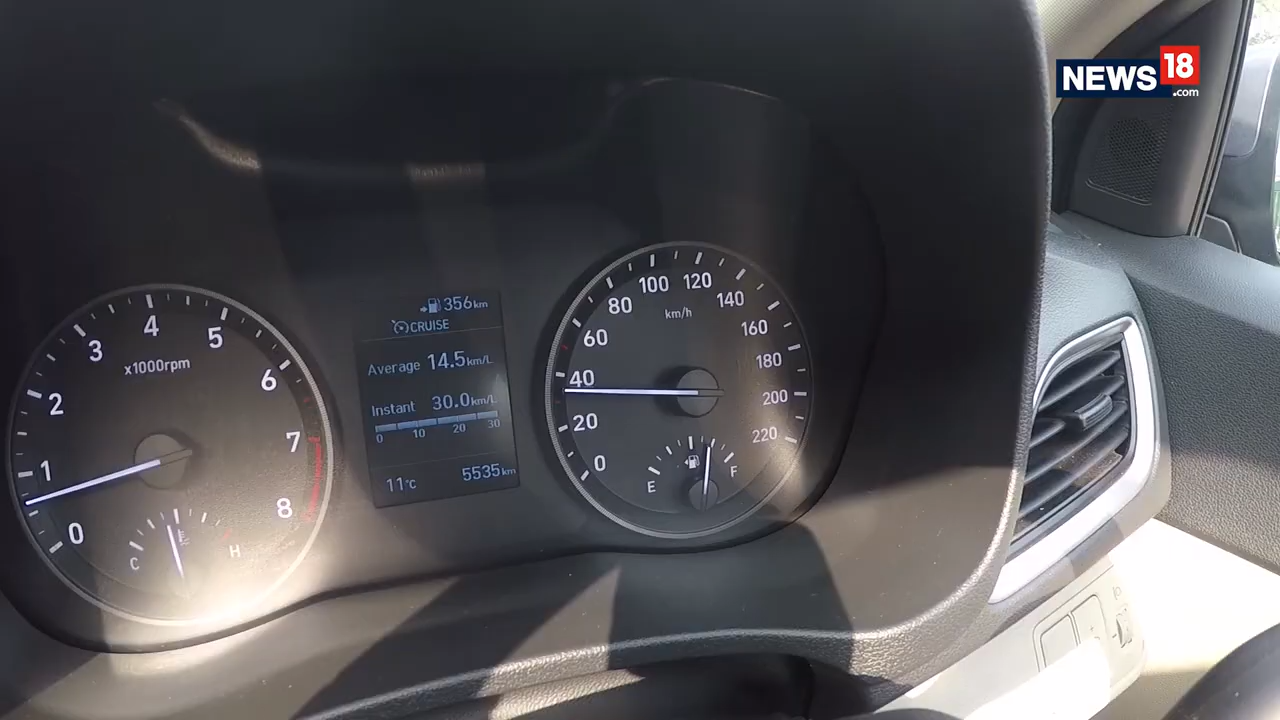 NEWS 18
.com
0
1
2
3
4
5
6
7
8
x1000rpm
C
H
356km
CRUISE
Average 14.5km/L
Instant 30.0km/L
0 10 20 30
5535km
11°C
0
20
40
60
80
100
120
140
160
180
200
220
km/h
E
F